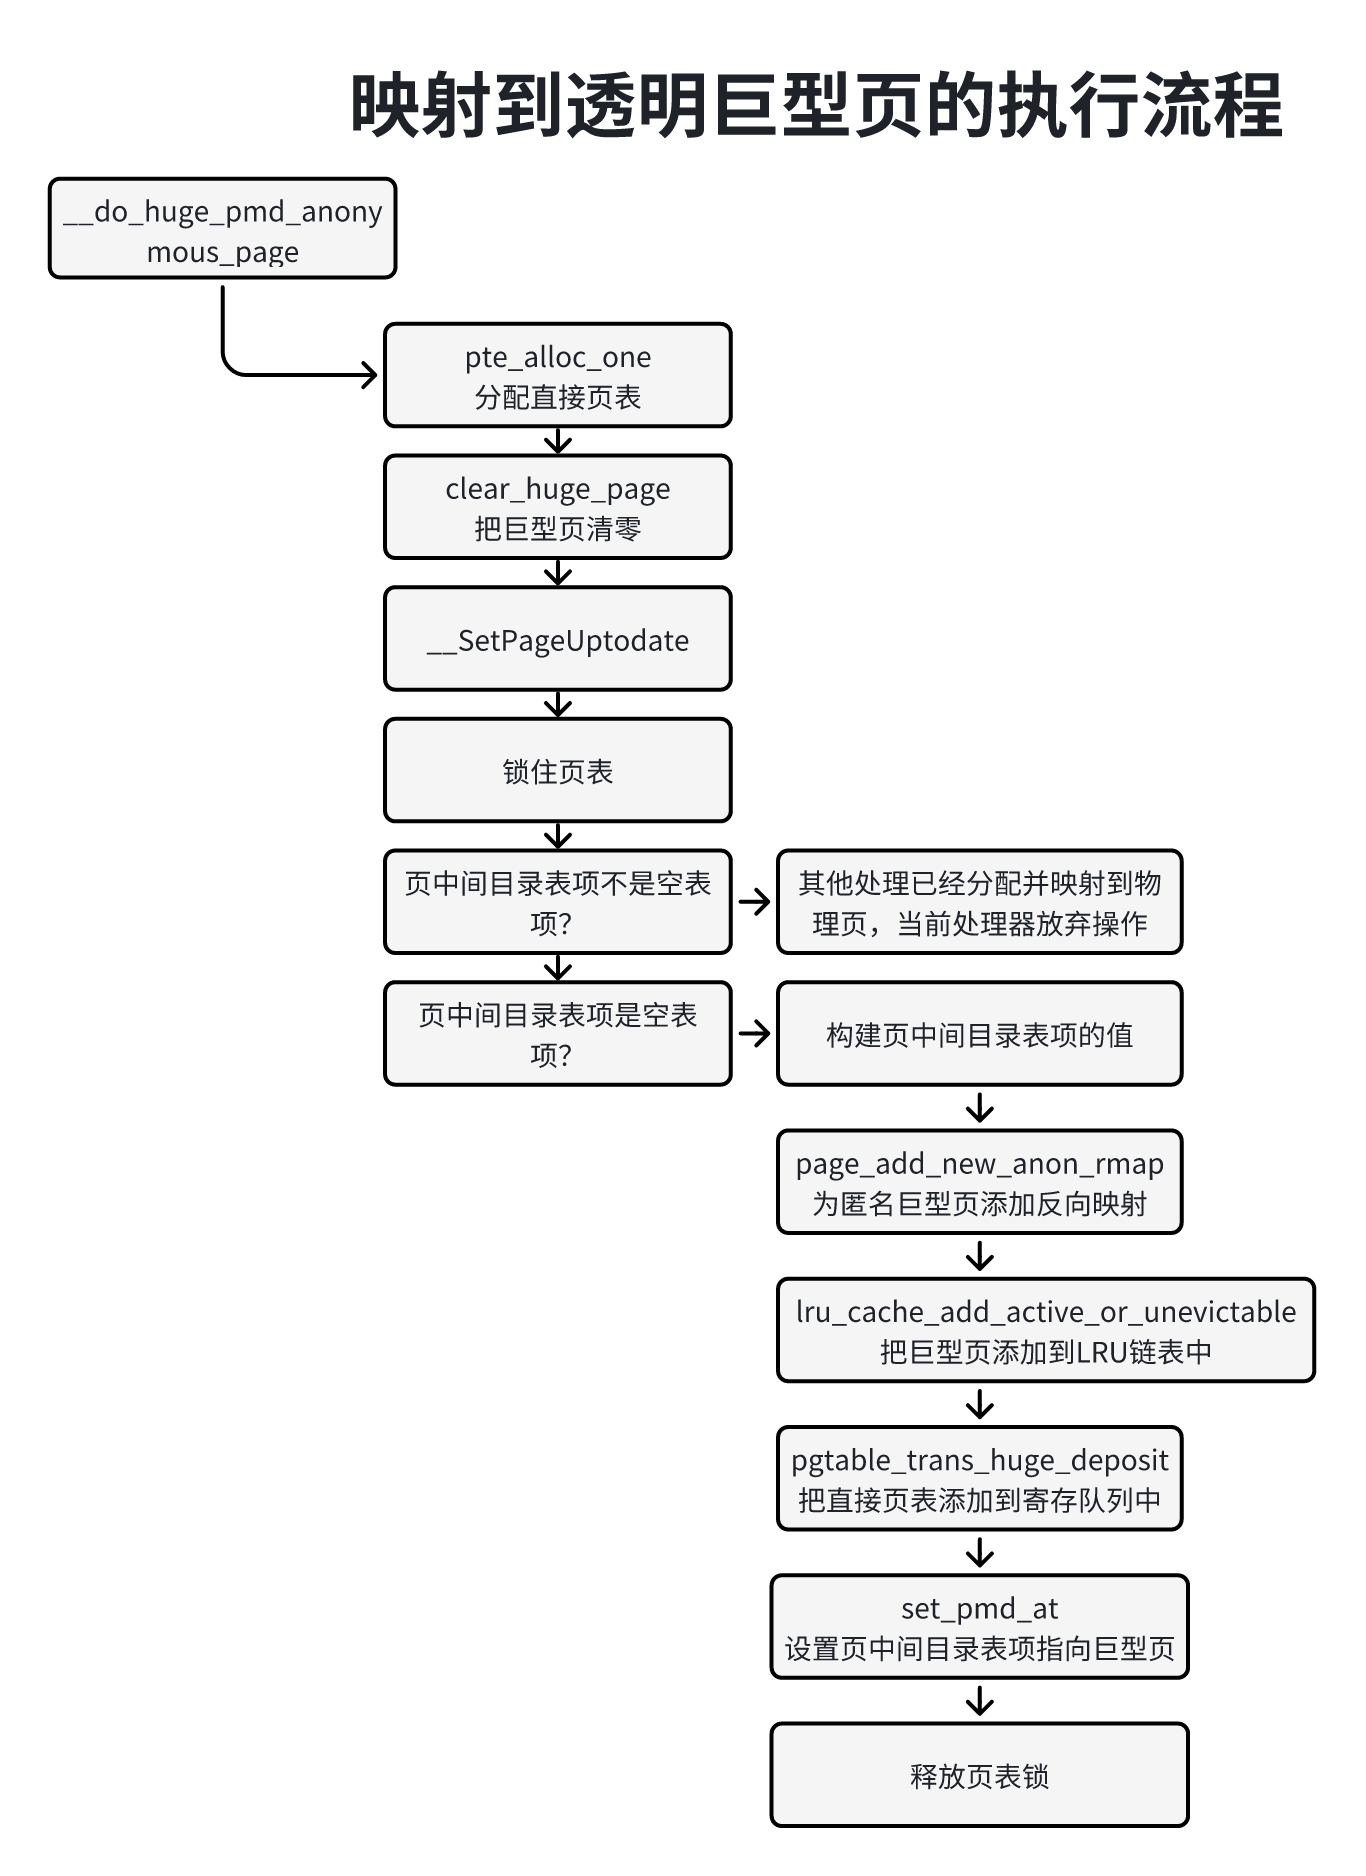 映射到透明巨型页的执行流程
__do_huge_pmd_anony
mous_page
pte_alloc_one
分配直接页表
clear_huge_page
把巨型页清零
__SetPageUptodate
锁住页表
页中间目录表项不是空表
项?
其他处理已经分配并映射到物
理页，当前处理器放弃操作
页中间目录表项是空表
项?
构建页中间目录表项的值
page_add_new_anon_rmap
为匿名巨型页添加反向映射
lru_cache_add_active_or_unevictable
把巨型页添加到LRU链表中
pgtable_trans_huge_deposit
把直接页表添加到寄存队列中
set_pmd_at
设置页中间目录表项指向巨型页
释放页表锁